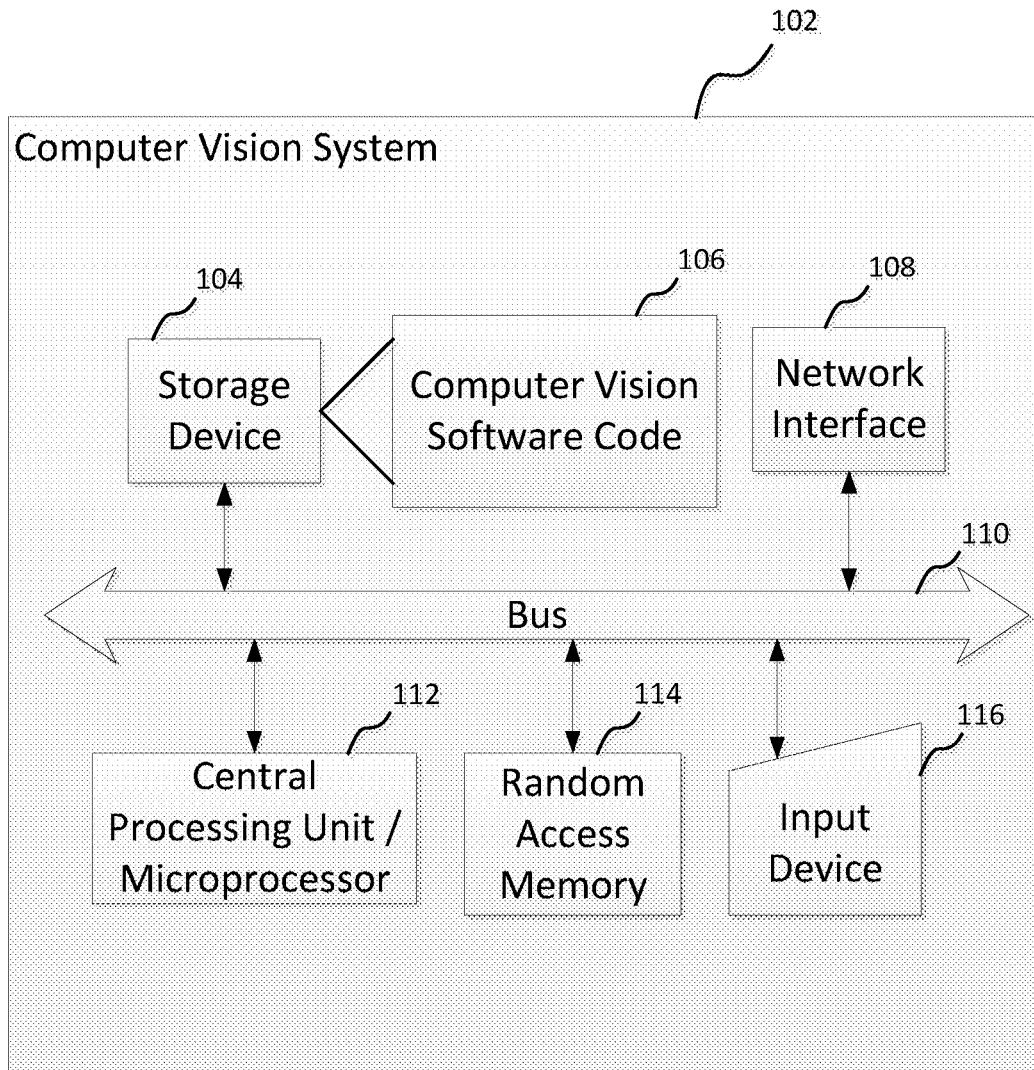 102
Computer Vision System
104
106
108
Storage
Device
Computer Vision
Software Code
Network
Interface
110
Bus
112
114
116
Central
Processing Unit /
Microprocessor
Random
Access
Memory
Input
Device